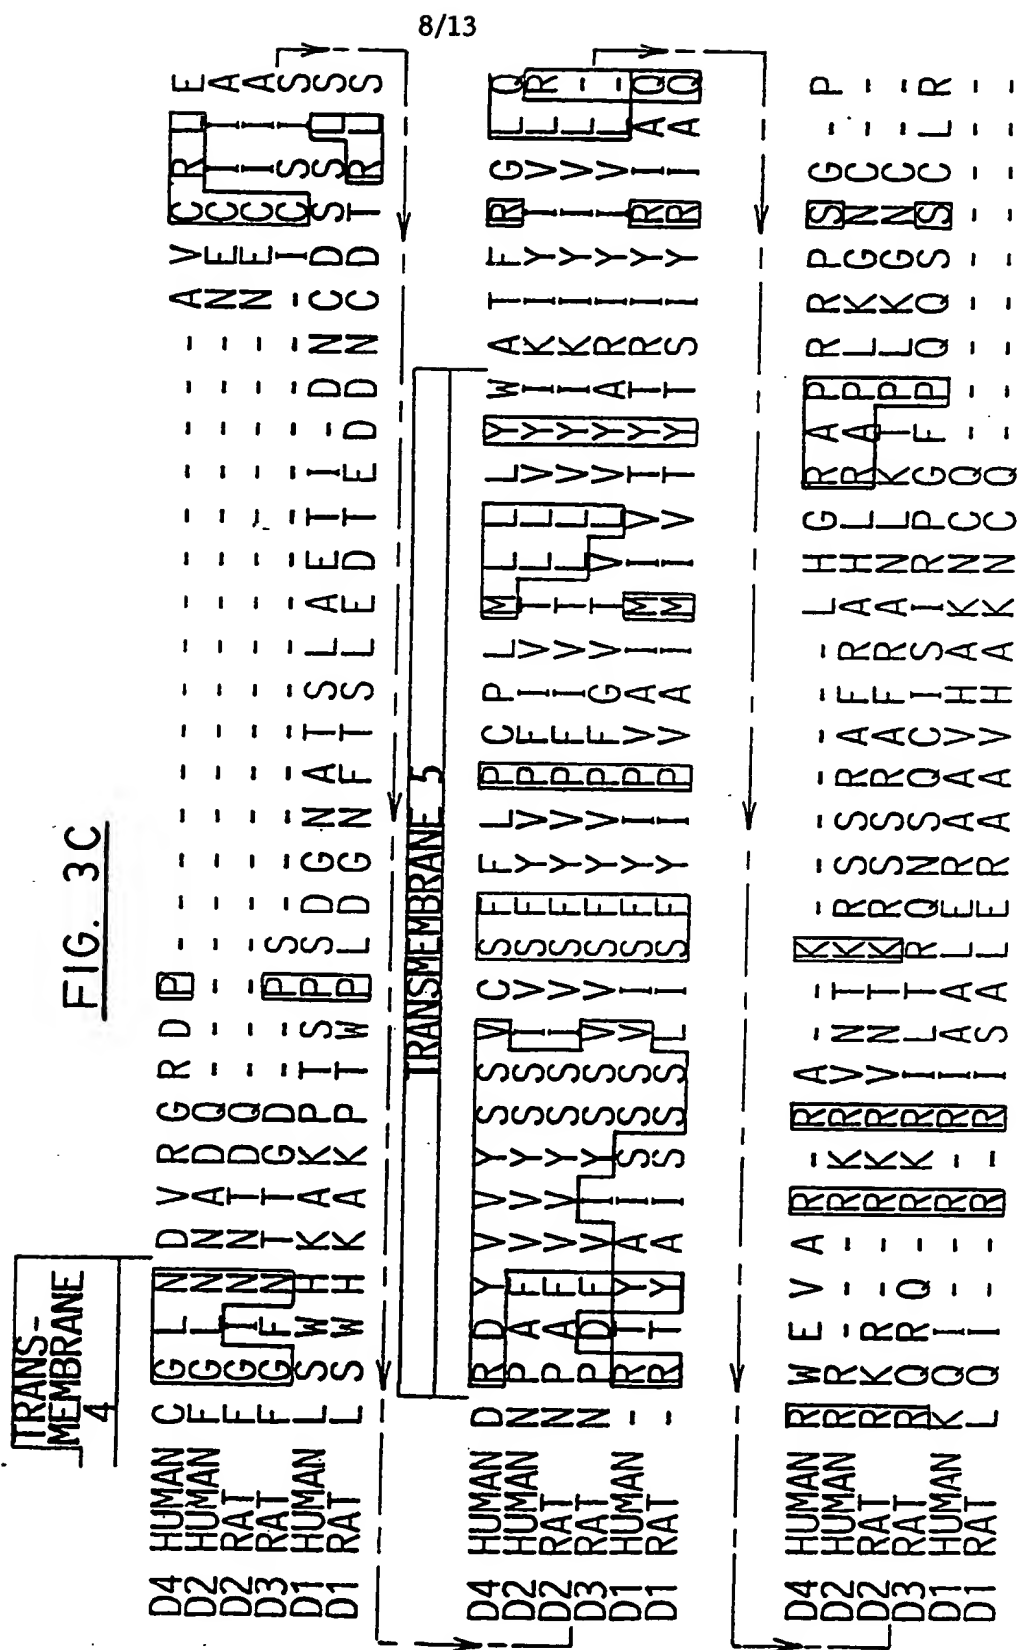 8/13
FIG. 3C
TRANS-
MEMBRANE
4
D4 HUMAN C G L N D V R G R D P - - - - - - - - - - - - - - - A V C R L E
D2 HUMAN F G L N N A D Q - - - - - - - - - - - - - - - - - - N E C I I A
D2 RAT F G I N N T D Q - - - - - - - - - - - - - - - - - - N E C I I A
D3 RAT F G F N T T G D - - P S - - - - - - - - - - - - - - - I C S I S
D1 HUMAN L S W H K A K P T S P S D G N A T S L A E T I - D N C D S S L S
D1 RAT L S W H K A K P T W P L D G N F T S L E D T E D D N C D T R L S
TRANSMEMBRANE 5
D4 HUMAN D R D Y V V Y S S V C S F F L P C P L M L L L Y W A T F R G L Q
D2 HUMAN N P A F V V Y S S I V S F Y V P F I V T L L V Y I K I Y I V L R
D2 RAT N P A F V V Y S S I V S F Y V P F I V T L L V Y I K I Y I V L -
D3 RAT N P D F V I Y S S V V S F Y V P F G V T V L V Y A R I Y I V L -
D1 HUMAN - R I Y A I S S S V I S F Y I P V A I M I V T Y T R I Y R I A Q
D1 RAT - R T Y A I S S S L I S F Y I P V A I M I V T Y T S I Y R I A Q
D4 HUMAN R W E V A R - R A - - K - - - - - - - L H G R A P R R P S G - P
D2 HUMAN R R - - - R K R V N T K R S S R A F R A H L R A P L K G N C - -
D2 RAT R K R - - R K R V N T K R S S R A F R A N L K T P L K G N C - -
D3 RAT R Q R Q - R K R I L T R Q N S Q C I S I R P G F P Q Q S S C L R
D1 HUMAN K Q I - - R - R I A A L E R A A V H A K N C Q - - - - - - - - -
D1 RAT L Q I - - R - R I S A L E R A A V H A K N C Q - - - - - - - - -